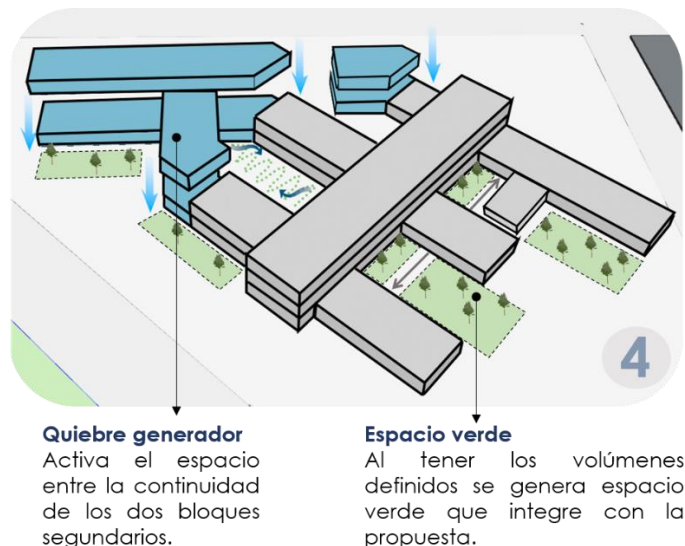 4
Quiebre generador
Activa el espacio
entre la continuidad
de los dos bloques
segundarios.
Espacio verde
Al tener los volúmenes
definidos se genera espacio
verde que integre con la
propuesta.